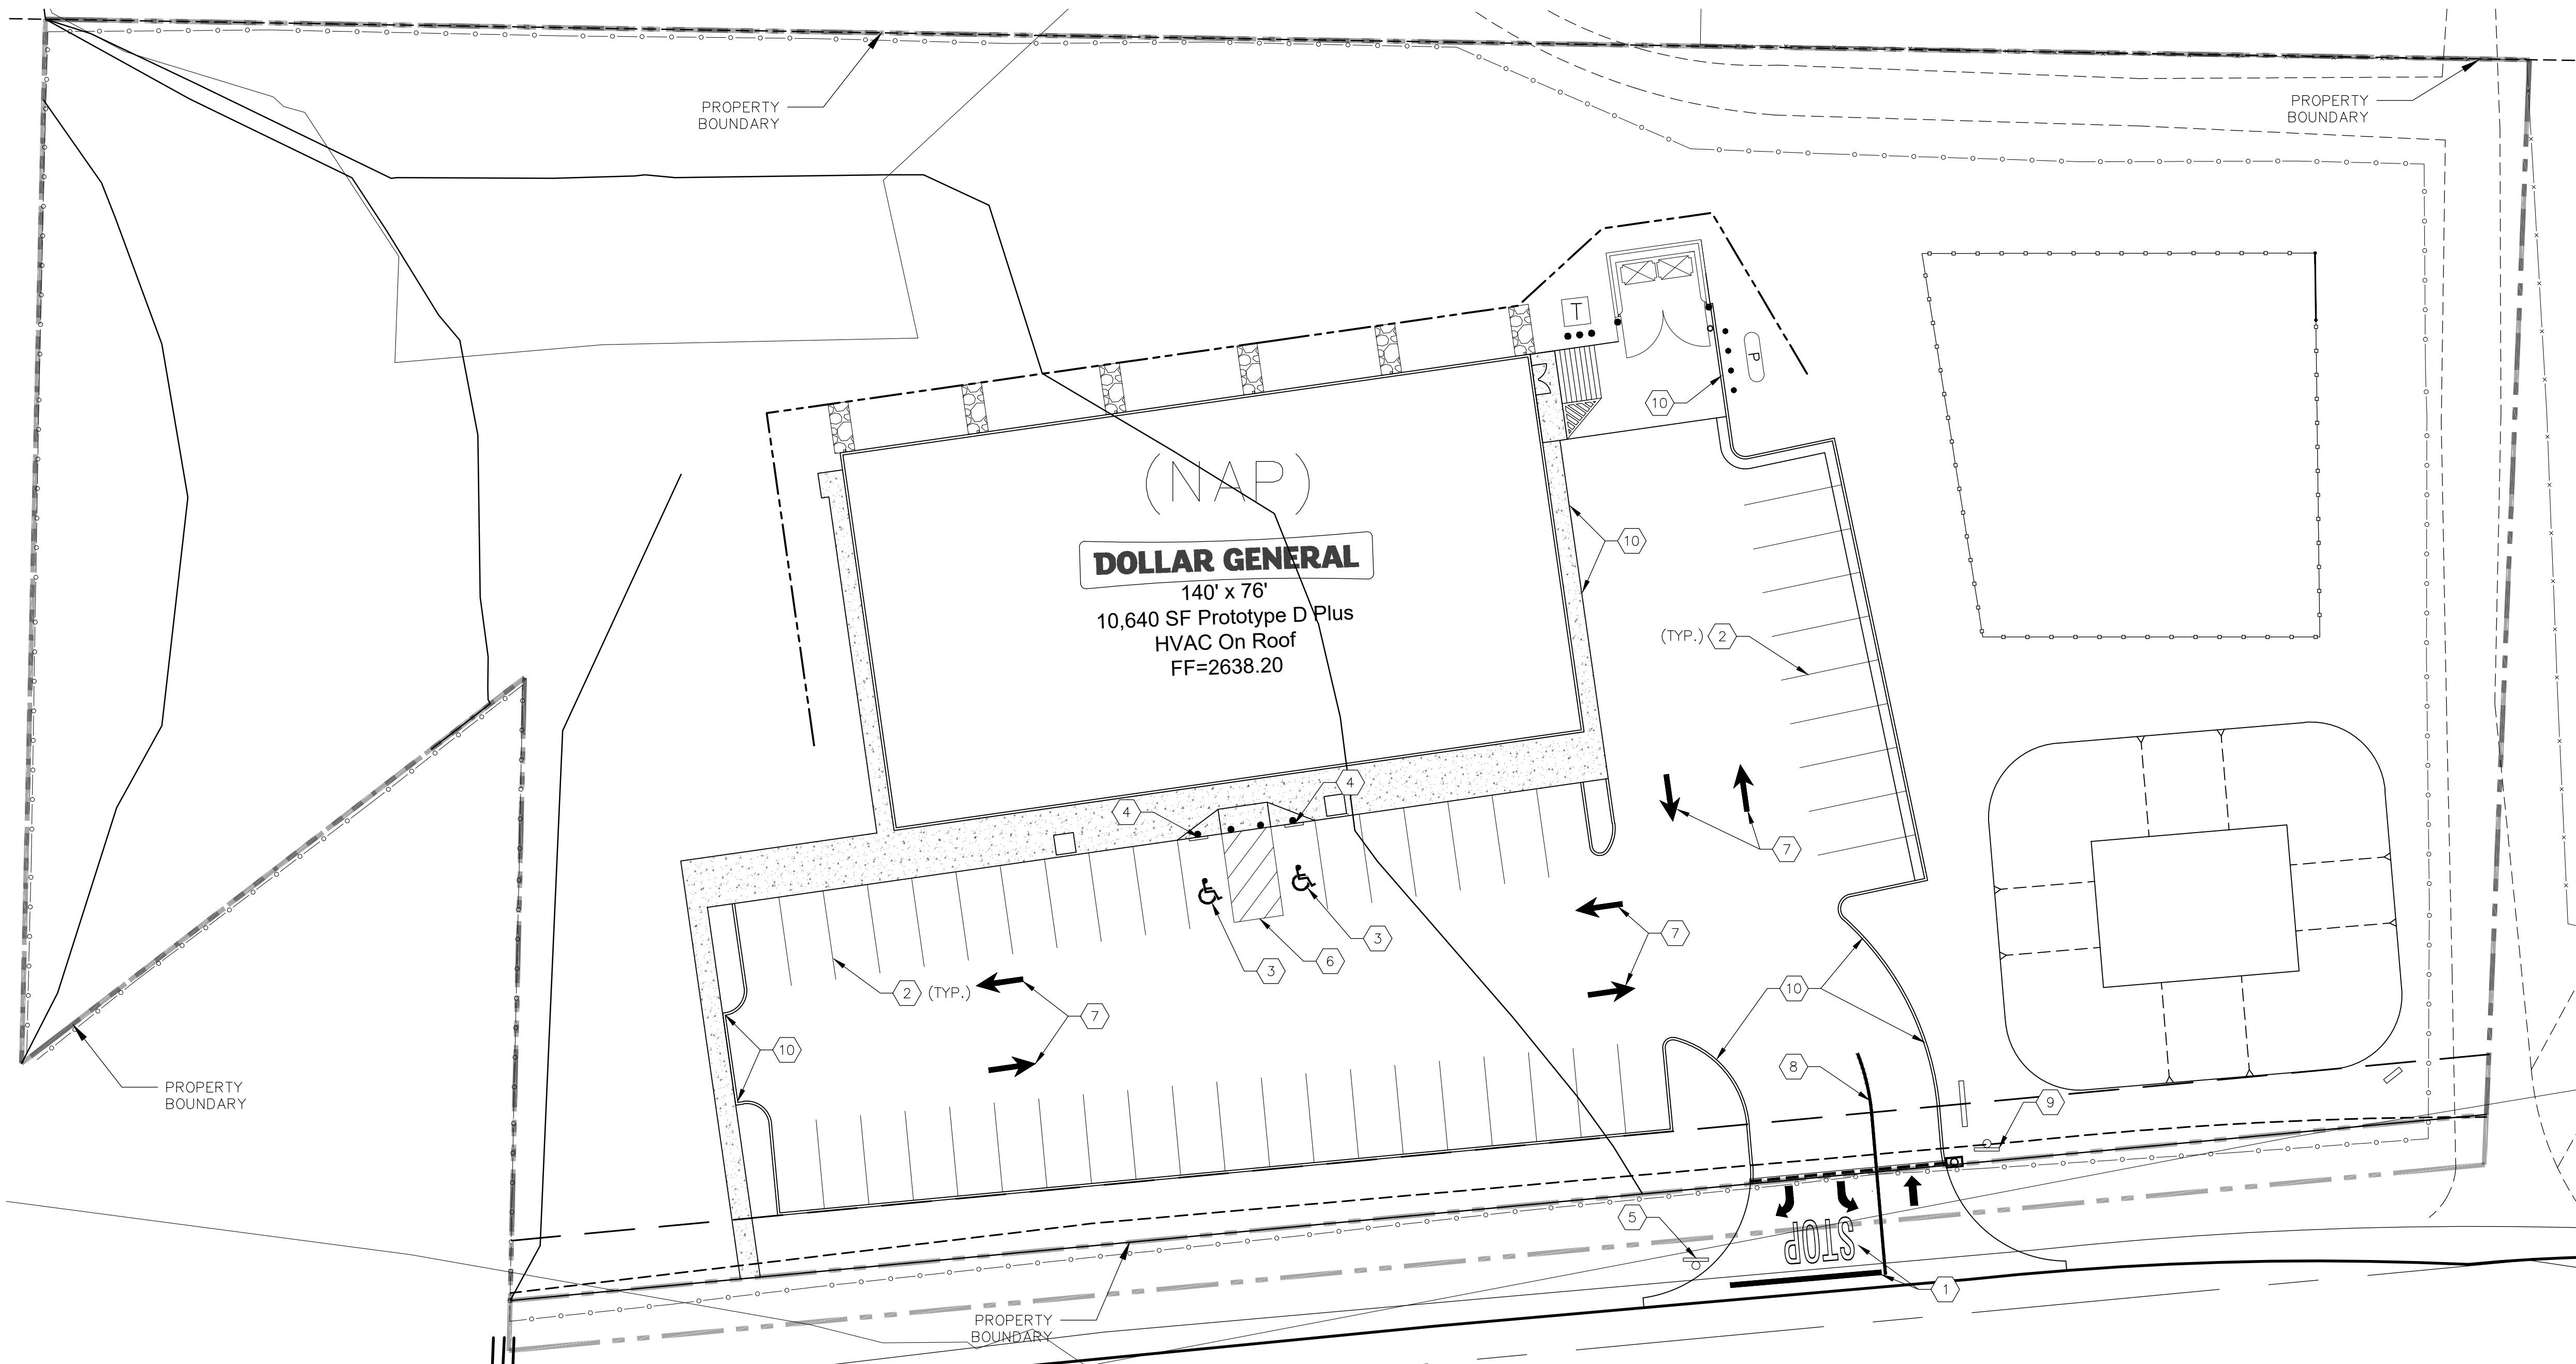 PROPERTY
BOUNDARY
PROPERTY
BOUNDARY
T
P
10
(NAP)
DOLLAR GENERAL
140' x 76'
10,640 SF Prototype D Plus
HVAC On Roof
FF=2638.20
10
(TYP.) 2
4
4
7
7
3
3
6
2 (TYP.)
7
10
10
8
9
PROPERTY
BOUNDARY
5
STOP
1
PROPERTY
BOUNDARY